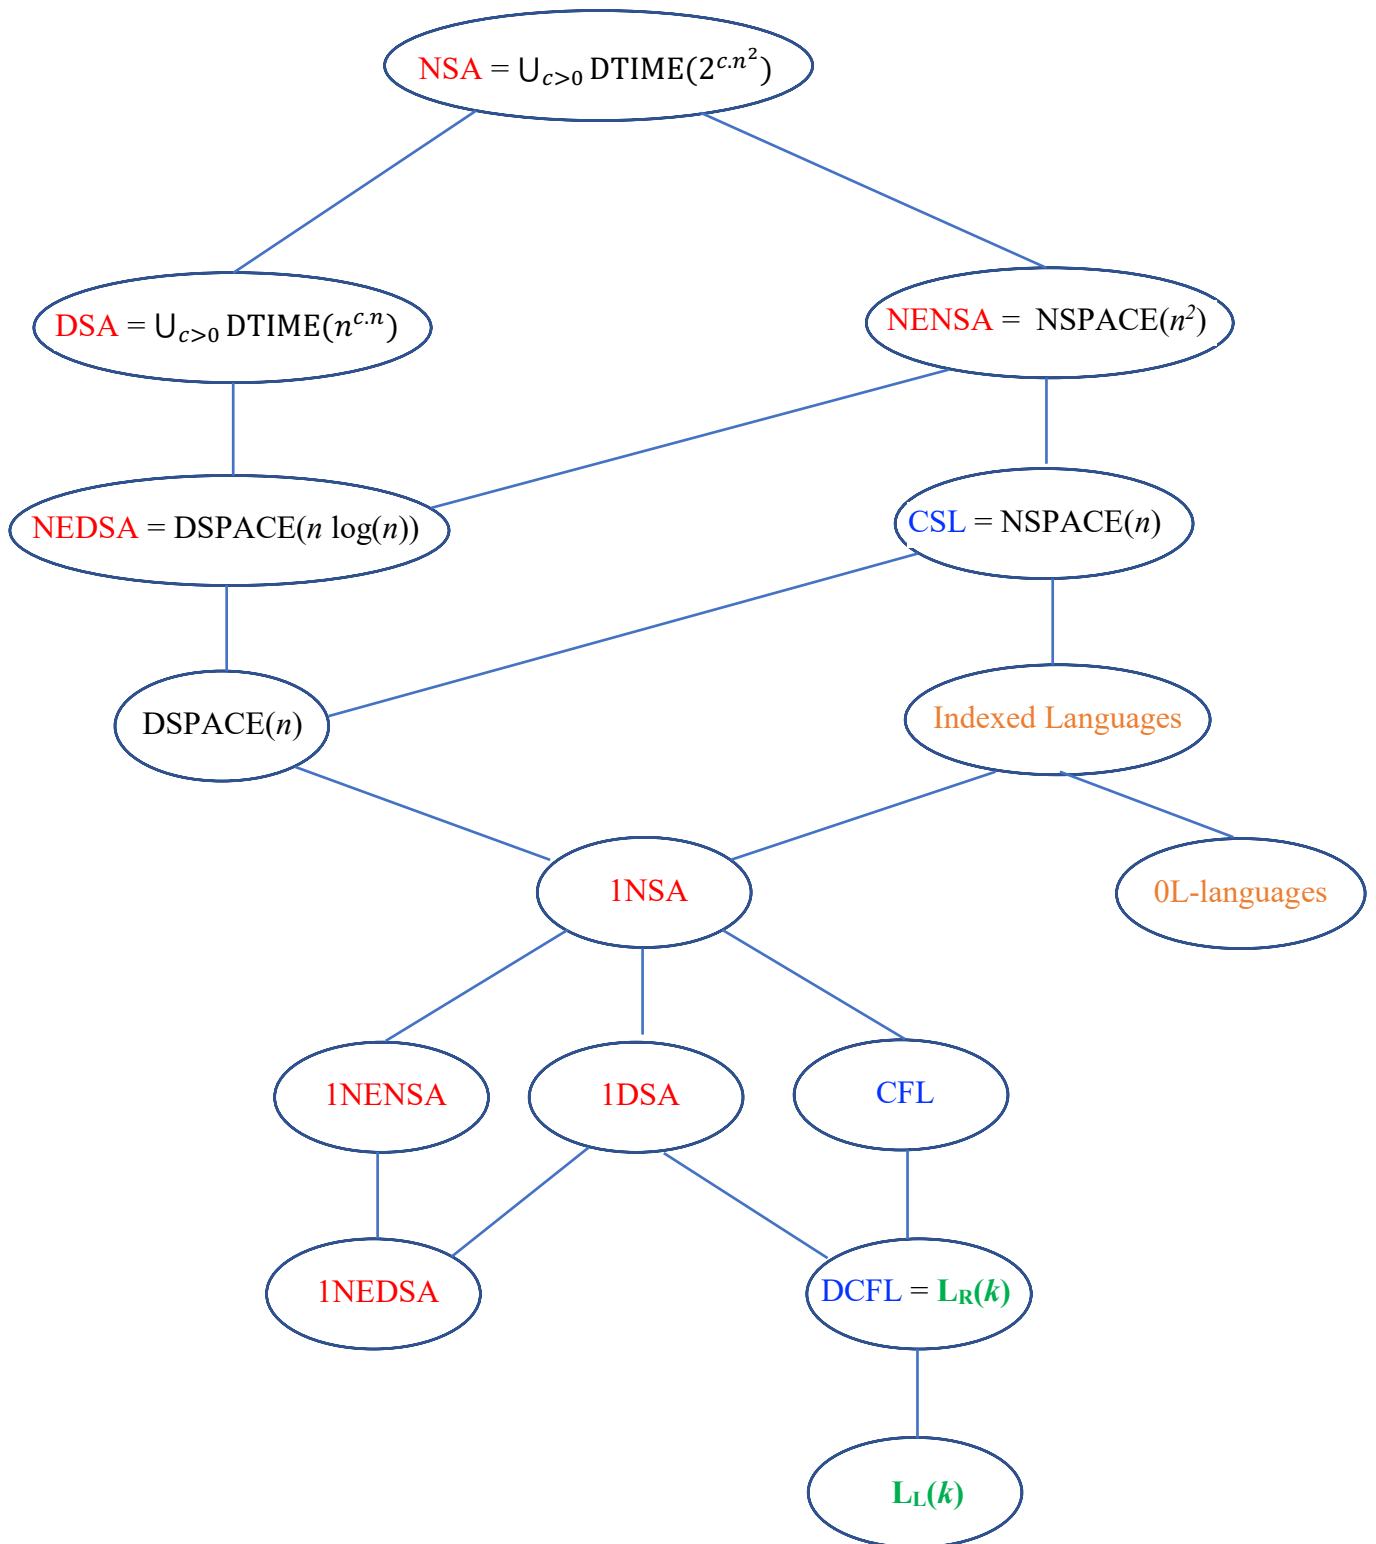 NSA = ⋃c>0 DTIME(2^c.n²)
DSA = ⋃c>0 DTIME(n^c.n)
NENSA = NSPACE(n²)
NEDSA = DSPACE(n log(n))
CSL = NSPACE(n)
DSPACE(n)
Indexed Languages
1NSA
0L-languages
1NENSA
1DSA
CFL
1NEDSA
DCFL = LR(k)
LL(k)